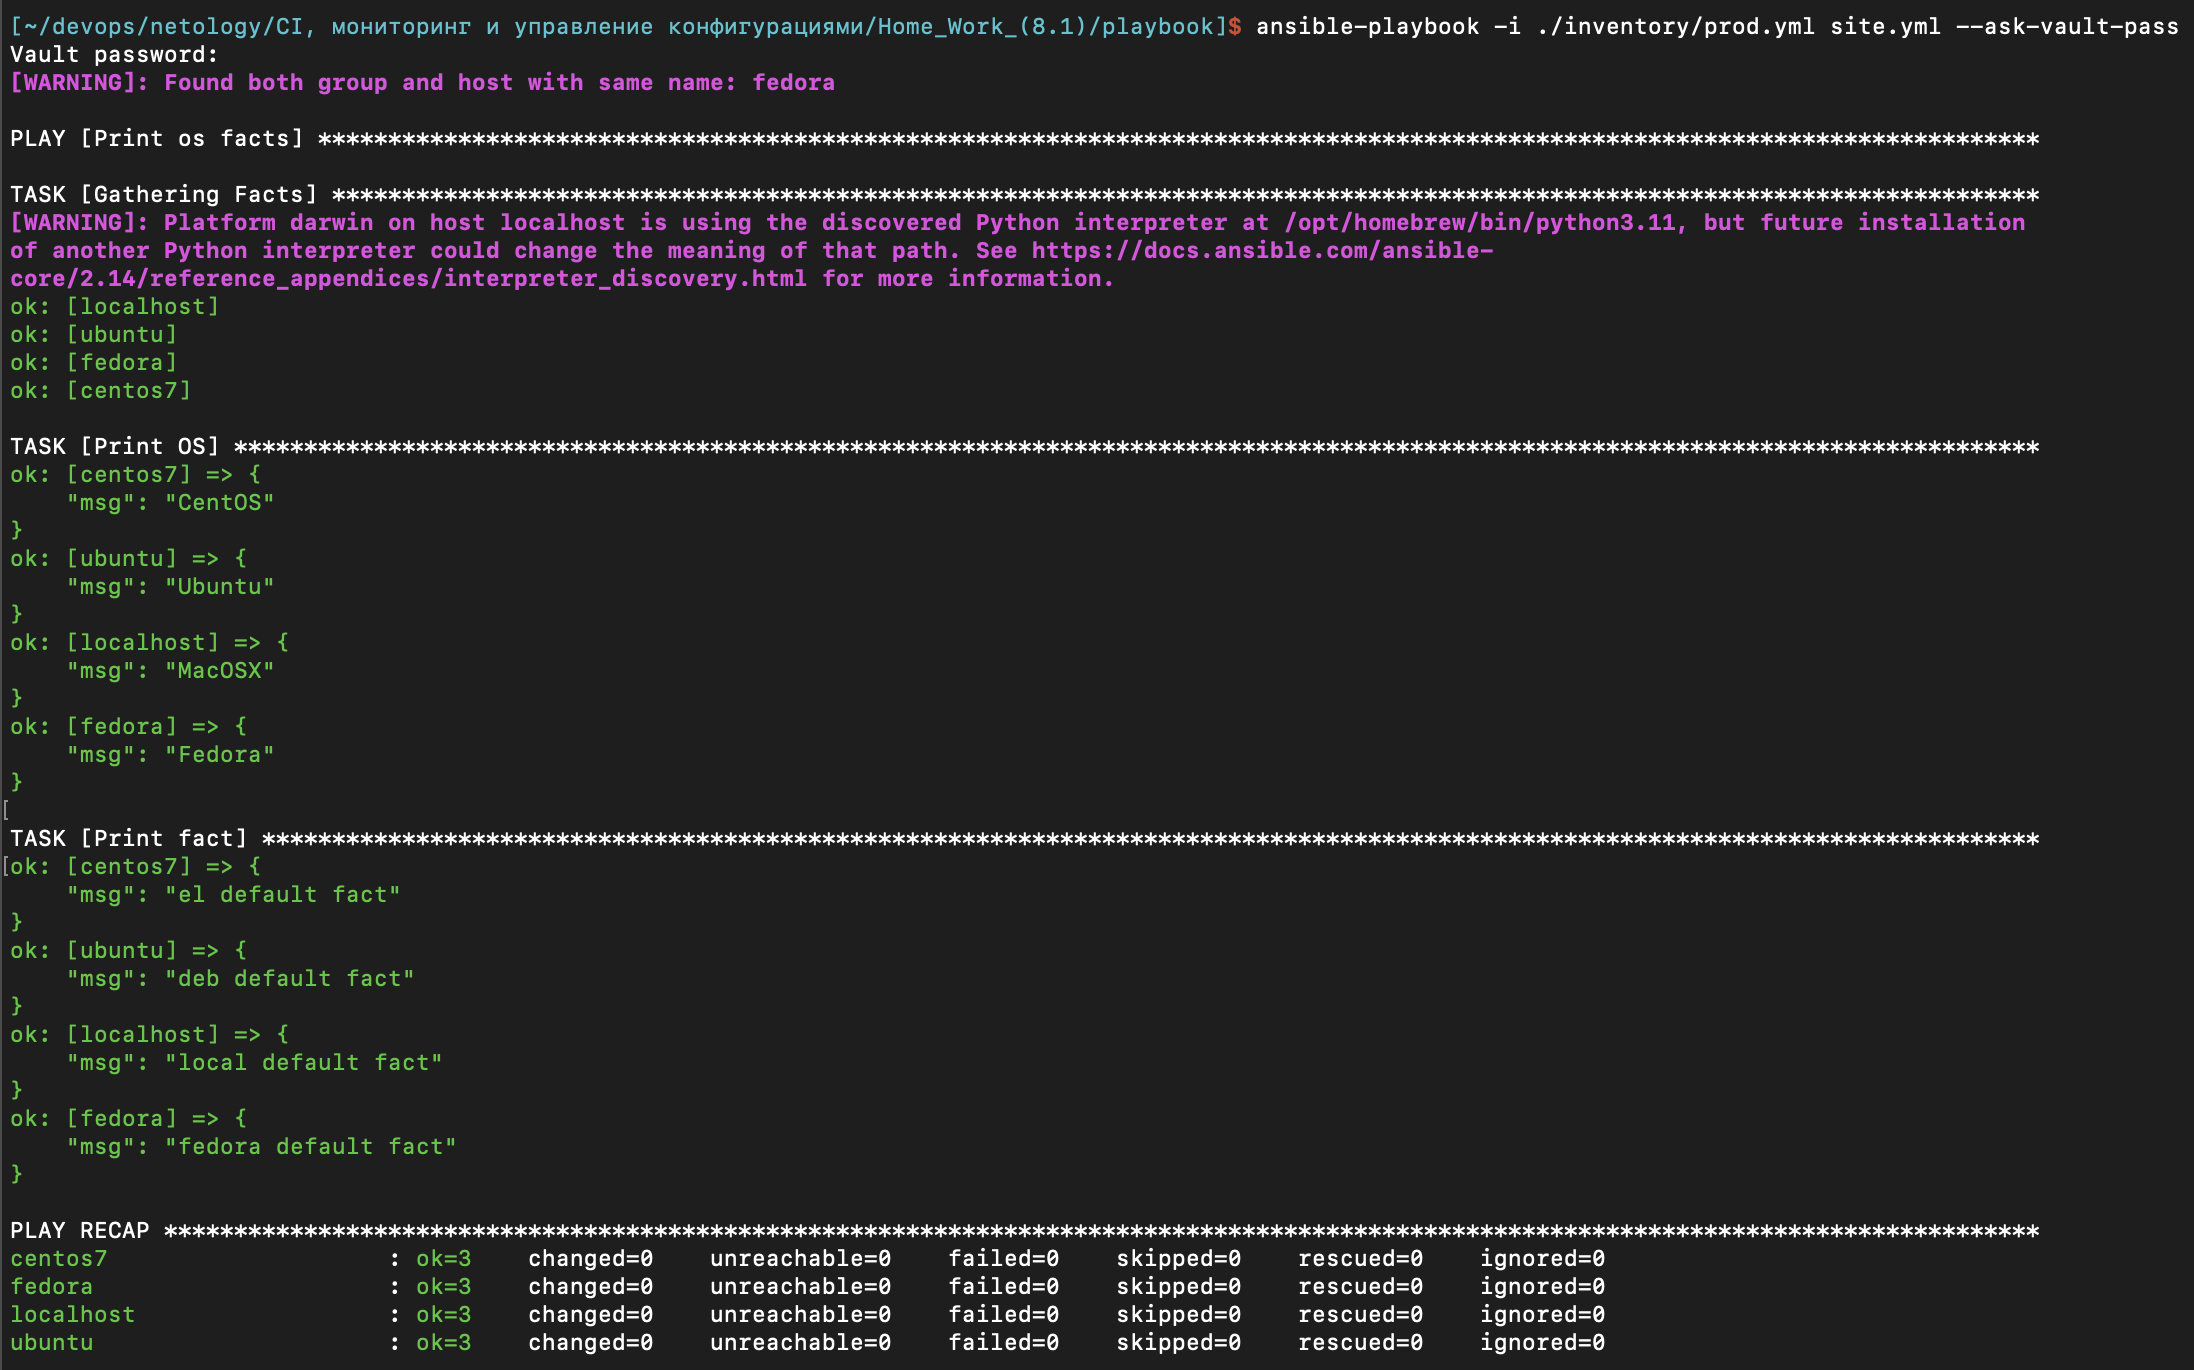 [~/devops/netology/CI, мониторинг и управление конфигурациями/Home_Work_(8.1)/playbook]$ ansible-playbook -i ./inventory/prod.yml site.yml --ask-vault-pass
Vault password:
[WARNING]: Found both group and host with same name: fedora
PLAY [Print os facts] ***************************************************************************************************************************
TASK [Gathering Facts] **************************************************************************************************************************
[WARNING]: Platform darwin on host localhost is using the discovered Python interpreter at /opt/homebrew/bin/python3.11, but future installation
of another Python interpreter could change the meaning of that path. See https://docs.ansible.com/ansible-
core/2.14/reference_appendices/interpreter_discovery.html for more information.
ok: [localhost]
ok: [ubuntu]
ok: [fedora]
ok: [centos7]
TASK [Print OS] *********************************************************************************************************************************
ok: [centos7] => {
    "msg": "CentOS"
}
ok: [ubuntu] => {
    "msg": "Ubuntu"
}
ok: [localhost] => {
    "msg": "MacOSX"
}
ok: [fedora] => {
    "msg": "Fedora"
}
[
TASK [Print fact] *******************************************************************************************************************************
[ok: [centos7] => {
    "msg": "el default fact"
}
ok: [ubuntu] => {
    "msg": "deb default fact"
}
ok: [localhost] => {
    "msg": "local default fact"
}
ok: [fedora] => {
    "msg": "fedora default fact"
}
PLAY RECAP **************************************************************************************************************************************
centos7                    : ok=3    changed=0    unreachable=0    failed=0    skipped=0    rescued=0    ignored=0
fedora                     : ok=3    changed=0    unreachable=0    failed=0    skipped=0    rescued=0    ignored=0
localhost                  : ok=3    changed=0    unreachable=0    failed=0    skipped=0    rescued=0    ignored=0
ubuntu                     : ok=3    changed=0    unreachable=0    failed=0    skipped=0    rescued=0    ignored=0